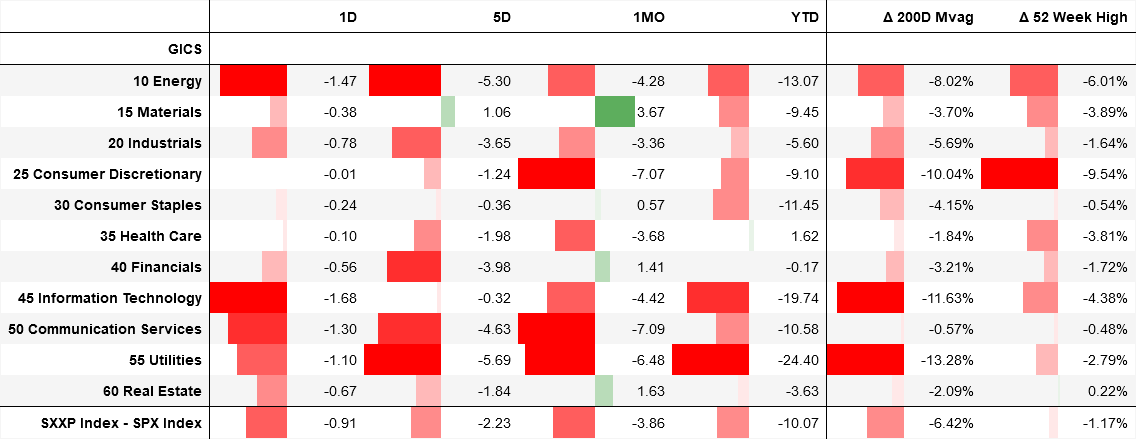 1D 5D 1MO YTD Δ 200D Mvag Δ 52 Week High
GICS
10 Energy -1.47 -5.30 -4.28 -13.07 -8.02% -6.01%
15 Materials -0.38 1.06 3.67 -9.45 -3.70% -3.89%
20 Industrials -0.78 -3.65 -3.36 -5.60 -5.69% -1.64%
25 Consumer Discretionary -0.01 -1.24 -7.07 -9.10 -10.04% -9.54%
30 Consumer Staples -0.24 -0.36 0.57 -11.45 -4.15% -0.54%
35 Health Care -0.10 -1.98 -3.68 1.62 -1.84% -3.81%
40 Financials -0.56 -3.98 1.41 -0.17 -3.21% -1.72%
45 Information Technology -1.68 -0.32 -4.42 -19.74 -11.63% -4.38%
50 Communication Services -1.30 -4.63 -7.09 -10.58 -0.57% -0.48%
55 Utilities -1.10 -5.69 -6.48 -24.40 -13.28% -2.79%
60 Real Estate -0.67 -1.84 1.63 -3.63 -2.09% 0.22%
SXXP Index - SPX Index -0.91 -2.23 -3.86 -10.07 -6.42% -1.17%